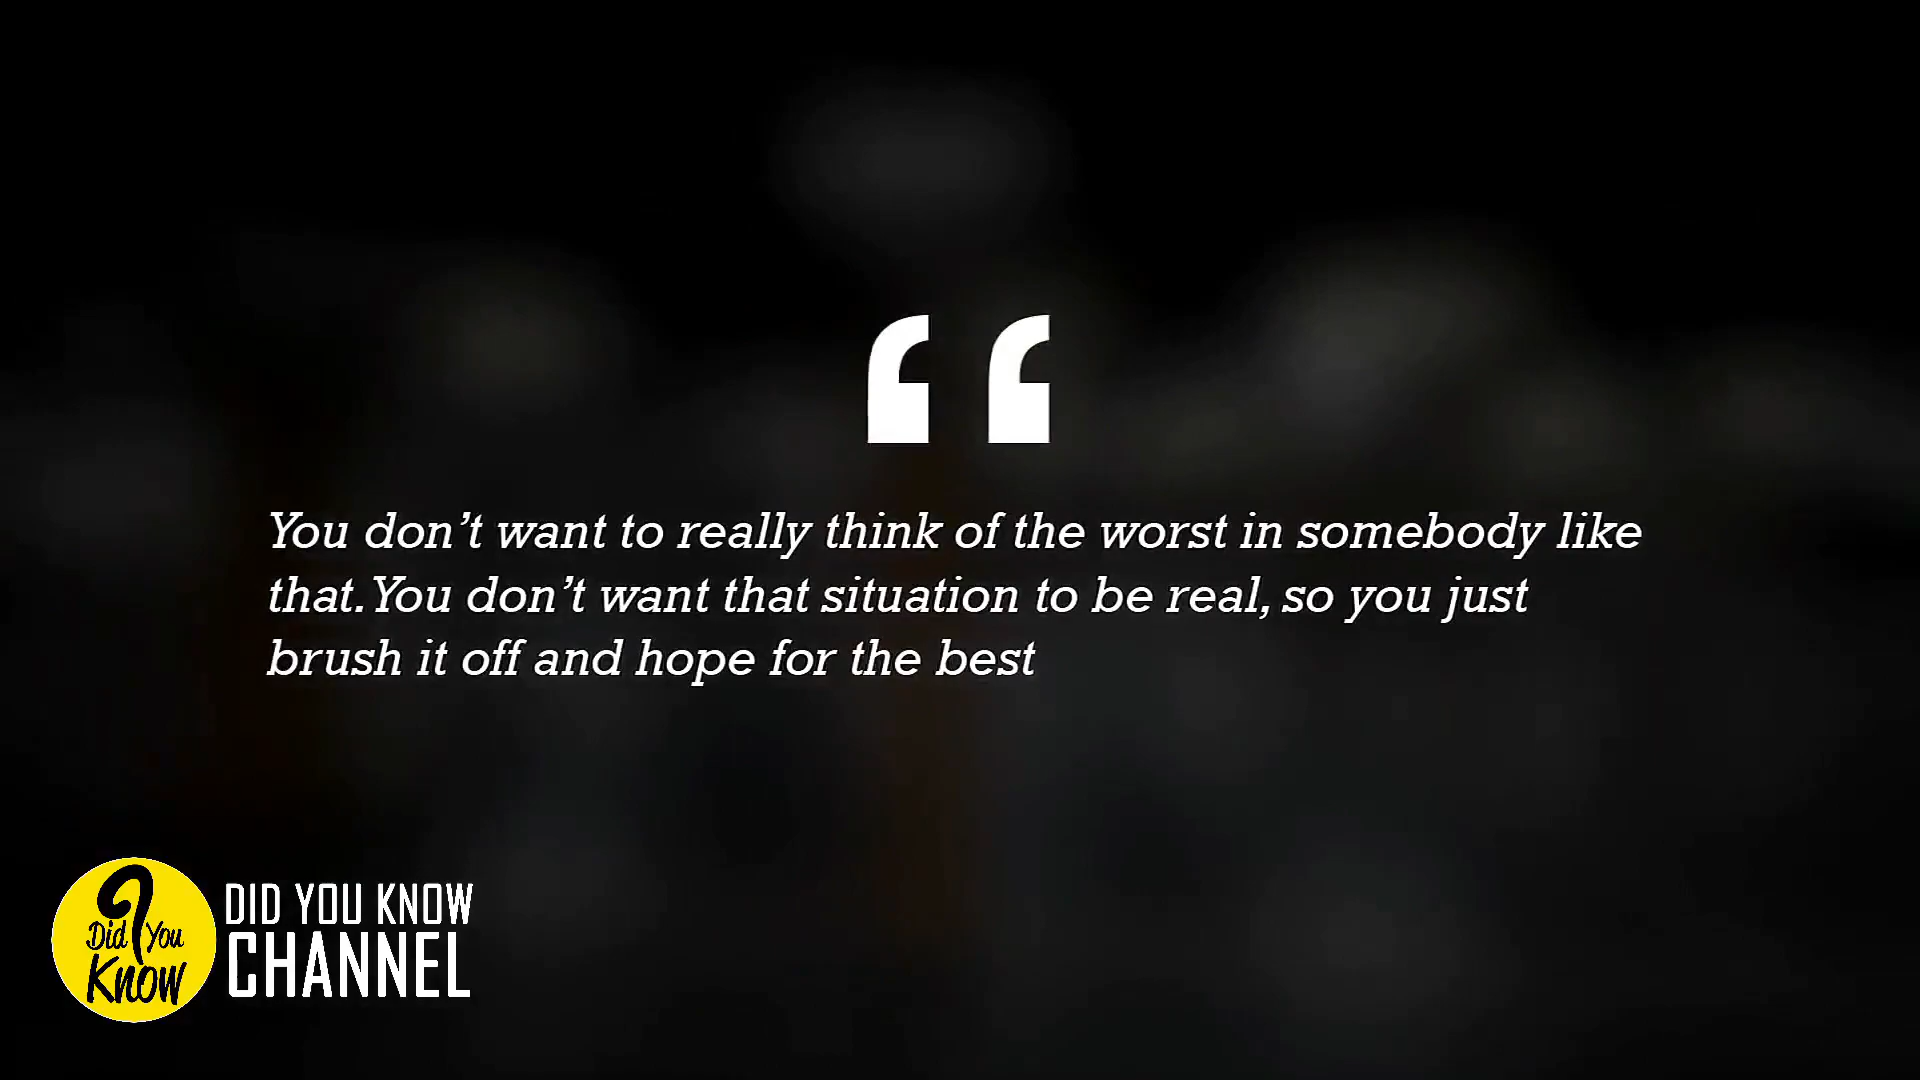 “
You don’t want to really think of the worst in somebody like
that. You don’t want that situation to be real, so you just
brush it off and hope for the best
Did You
Know
DID YOU KNOW
CHANNEL